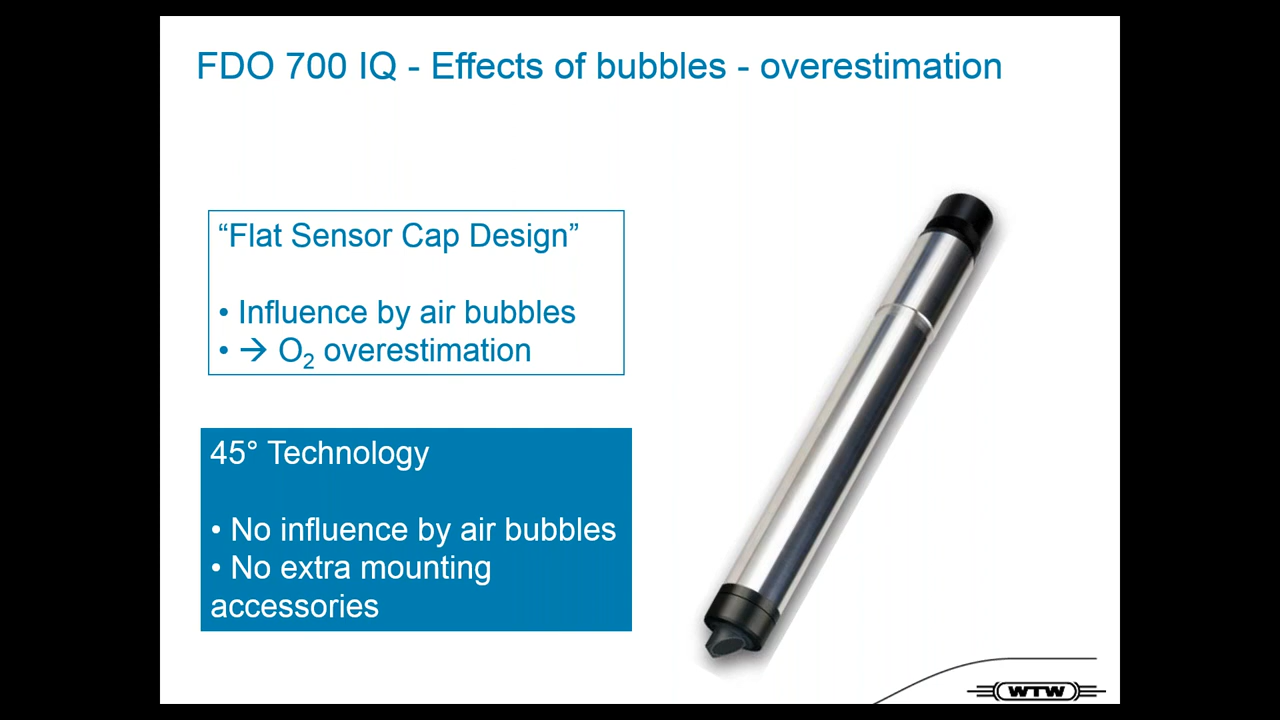 FDO 700 IQ - Effects of bubbles - overestimation
“Flat Sensor Cap Design”
• Influence by air bubbles
• → O₂ overestimation
45° Technology
• No influence by air bubbles
• No extra mounting
accessories
WTW